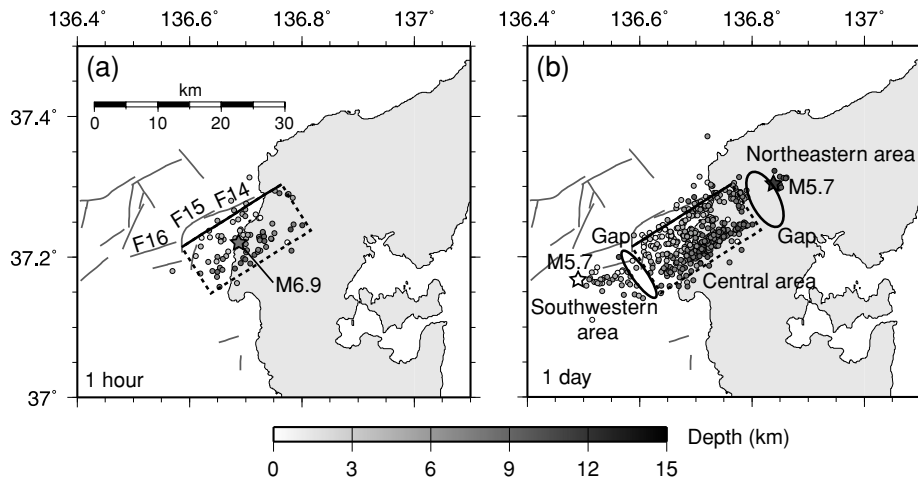 136.4˚ 136.6˚ 136.8˚ 137˚ 136.4˚ 136.6˚ 136.8˚ 137˚
(a)
km
0 10 20 30
37.4˚
37.2˚
37˚
F16 F15 F14
M6.9
1 hour
(b)
Northeastern area
M5.7
Gap
Gap
M5.7
Central area
Southwestern
area
1 day
Depth (km)
0 3 6 9 12 15